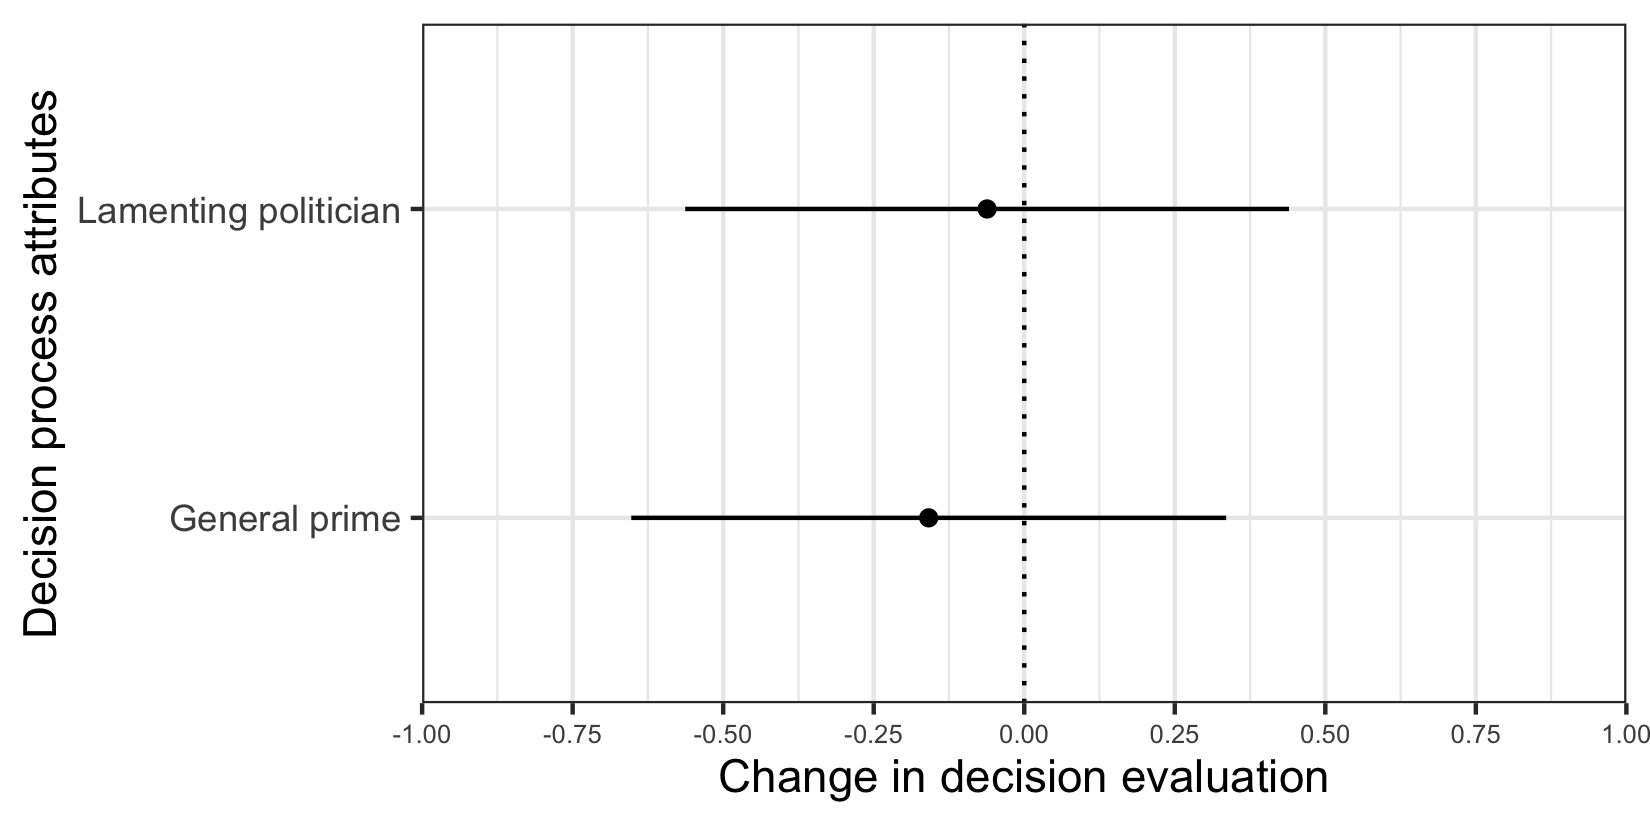 Decision process attributes
Lamenting politician
General prime
-1.00 -0.75 -0.50 -0.25 0.00 0.25 0.50 0.75 1.00
Change in decision evaluation